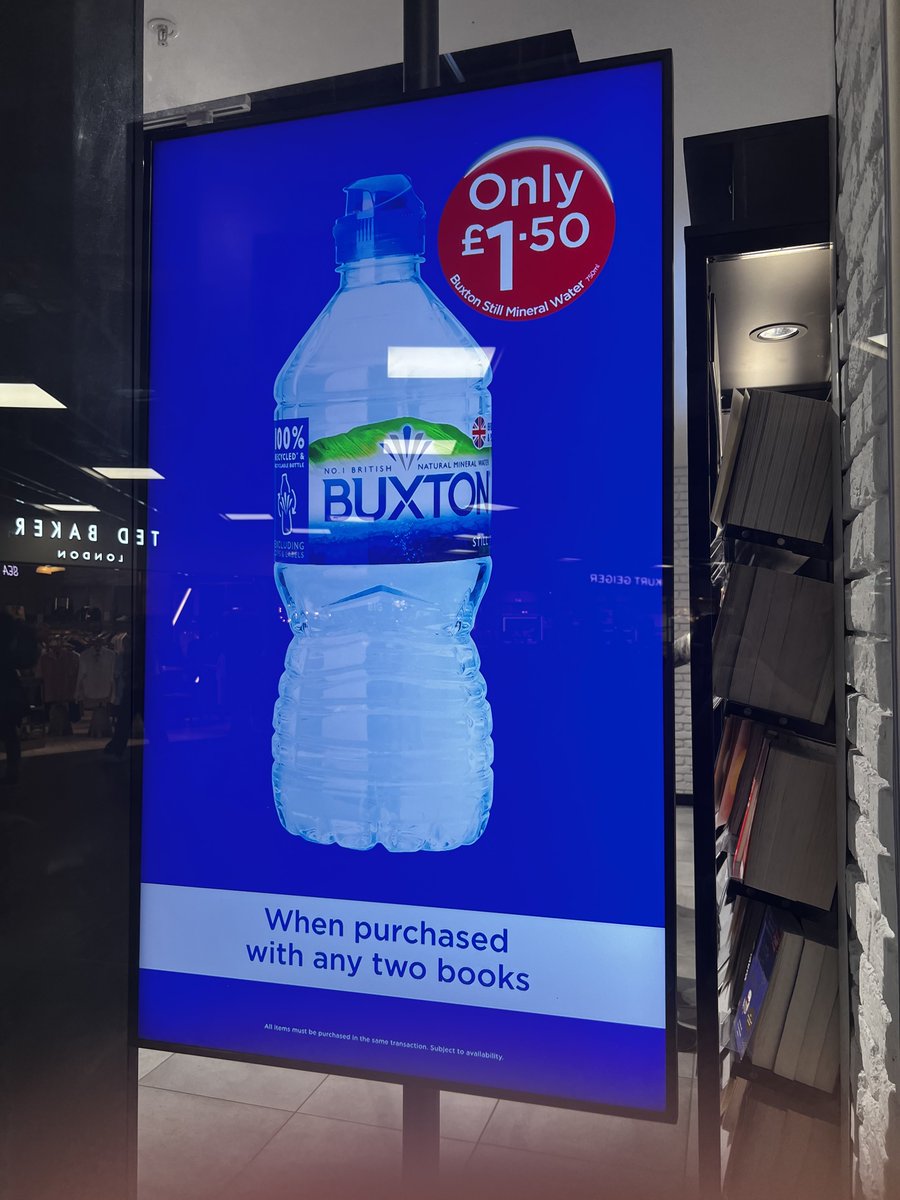 Only
£1.50
Buxton Still Mineral Water 750ml
100%
RECYCLED* &
RECYCLABLE BOTTLE
NO.1 BRITISH NATURAL MINERAL WATER
BUXTON
STILL
EXCLUDING
TED BAKER
LONDON
KURT GEIGER
When purchased
with any two books
All items must be purchased in the same transaction. Subject to availability.